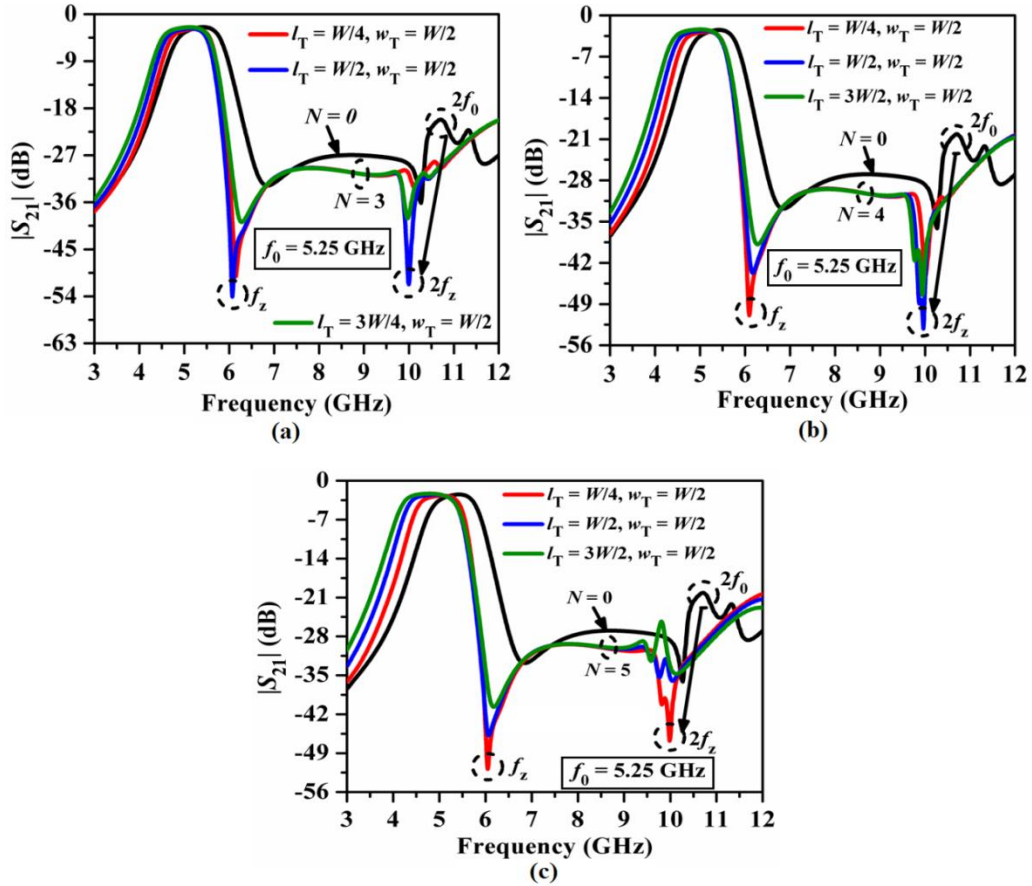 lT = W/4, wT = W/2
lT = W/2, wT = W/2
2f0
N = 0
N = 3
f0 = 5.25 GHz
fz
2fz
lT = 3W/4, wT = W/2
0
-9
-18
-27
-36
-45
-54
-63
|S21| (dB)
3 4 5 6 7 8 9 10 11 12
Frequency (GHz)
(a)
lT = W/4, wT = W/2
lT = W/2, wT = W/2
lT = 3W/2, wT = W/2
2f0
N = 0
N = 4
f0 = 5.25 GHz
fz
2fz
0
-7
-14
-21
-28
-35
-42
-49
-56
|S21| (dB)
3 4 5 6 7 8 9 10 11 12
Frequency (GHz)
(b)
lT = W/4, wT = W/2
lT = W/2, wT = W/2
lT = 3W/2, wT = W/2
2f0
N = 0
N = 5
2fz
fz
f0 = 5.25 GHz
0
-7
-14
-21
-28
-35
-42
-49
-56
|S21| (dB)
3 4 5 6 7 8 9 10 11 12
Frequency (GHz)
(c)